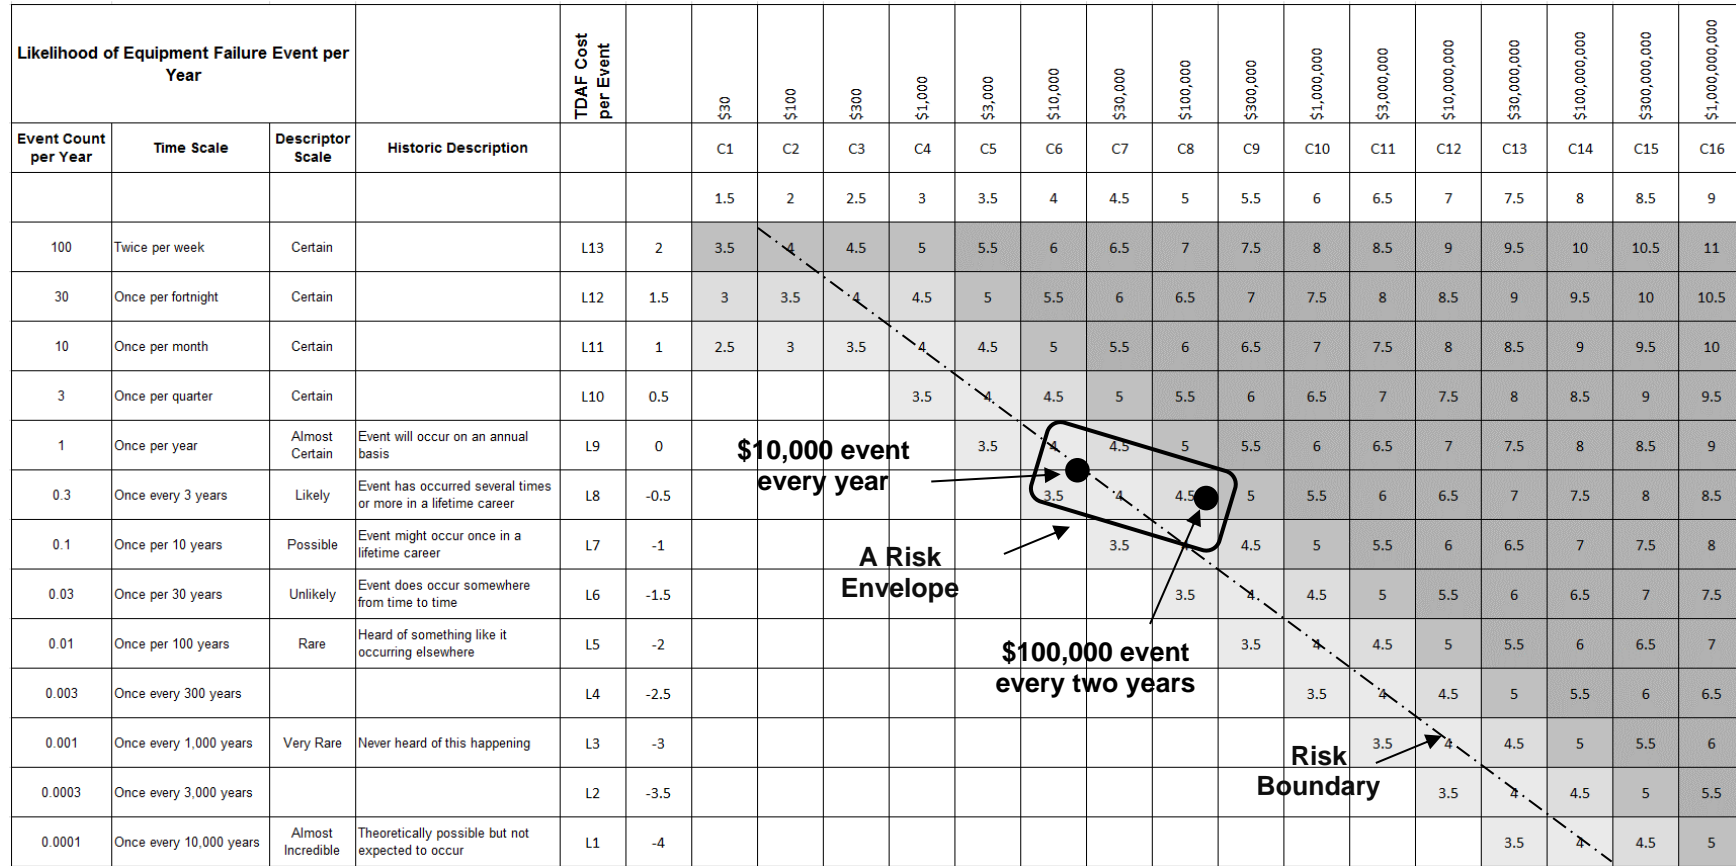 Likelihood of Equipment Failure Event per
Year
TDAF Cost
per Event
$30 $100 $300 $1,000 $3,000 $10,000 $30,000 $100,000 $300,000 $1,000,000 $3,000,000 $10,000,000 $30,000,000 $100,000,000 $300,000,000 $1,000,000,000
Event Count
per Year
Time Scale
Descriptor
Scale
Historic Description
C1 C2 C3 C4 C5 C6 C7 C8 C9 C10 C11 C12 C13 C14 C15 C16
1.5 2 2.5 3 3.5 4 4.5 5 5.5 6 6.5 7 7.5 8 8.5 9
100 Twice per week Certain L13 2 3.5 4 4.5 5 5.5 6 6.5 7 7.5 8 8.5 9 9.5 10 10.5 11
30 Once per fortnight Certain L12 1.5 3 3.5 4 4.5 5 5.5 6 6.5 7 7.5 8 8.5 9 9.5 10 10.5
10 Once per month Certain L11 1 2.5 3 3.5 4 4.5 5 5.5 6 6.5 7 7.5 8 8.5 9 9.5 10
3 Once per quarter Certain L10 0.5 3.5 4 4.5 5 5.5 6 6.5 7 7.5 8 8.5 9 9.5
1 Once per year Almost
Certain
Event will occur on an annual
basis
L9 0 3.5 4 4.5 5 5.5 6 6.5 7 7.5 8 8.5 9
$10,000 event
every year
0.3 Once every 3 years Likely Event has occurred several times
or more in a lifetime career
L8 -0.5 3.5 4 4.5 5 5.5 6 6.5 7 7.5 8 8.5
0.1 Once per 10 years Possible Event might occur once in a
lifetime career
L7 -1 3.5 4 4.5 5 5.5 6 6.5 7 7.5 8
A Risk
Envelope
0.03 Once per 30 years Unlikely Event does occur somewhere
from time to time
L6 -1.5 3.5 4 4.5 5 5.5 6 6.5 7 7.5
0.01 Once per 100 years Rare Heard of something like it
occurring elsewhere
L5 -2 3.5 4 4.5 5 5.5 6 6.5 7
$100,000 event
every two years
0.003 Once every 300 years L4 -2.5 3.5 4 4.5 5 5.5 6 6.5
0.001 Once every 1,000 years Very Rare Never heard of this happening L3 -3 3.5 4 4.5 5 5.5 6
Risk
Boundary
0.0003 Once every 3,000 years L2 -3.5 3.5 4 4.5 5 5.5
0.0001 Once every 10,000 years Almost
Incredible
Theoretically possible but not
expected to occur
L1 -4 3.5 4 4.5 5